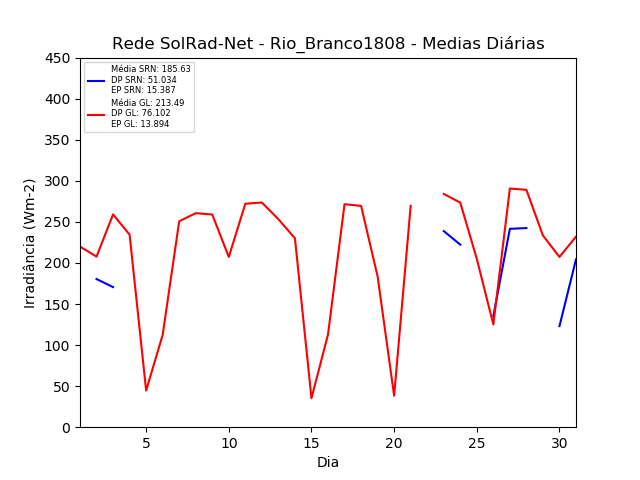 Rede SolRad-Net - Rio_Branco1808 - Medias Diárias
450
400
350
300
250
200
150
100
50
0
Irradiância (Wm-2)
Média SRN: 185.63
DP SRN: 51.034
EP SRN: 15.387
Média GL: 213.49
DP GL: 76.102
EP GL: 13.894
5
10
15
20
25
30
Dia